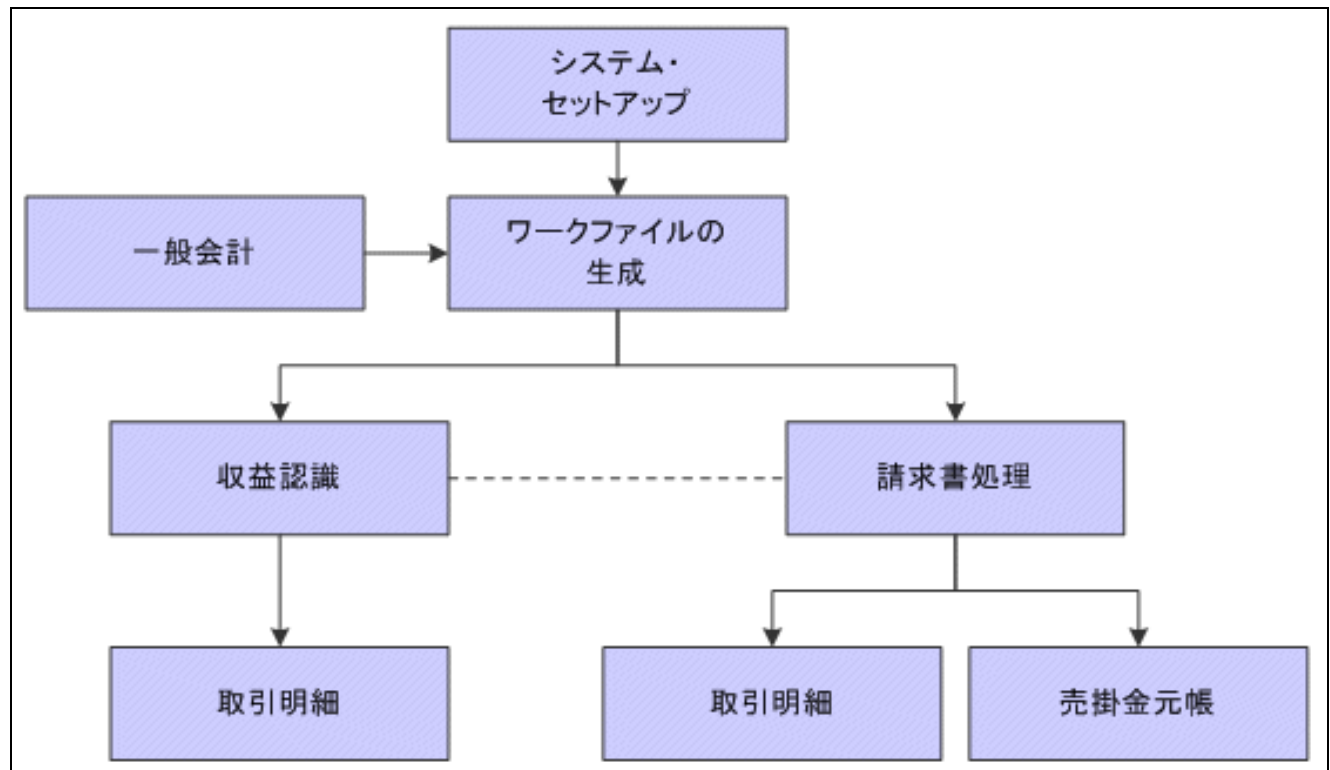 システム・
セットアップ
一般会計
ワークファイルの
生成
収益認識
請求書処理
取引明細
取引明細
売掛金元帳